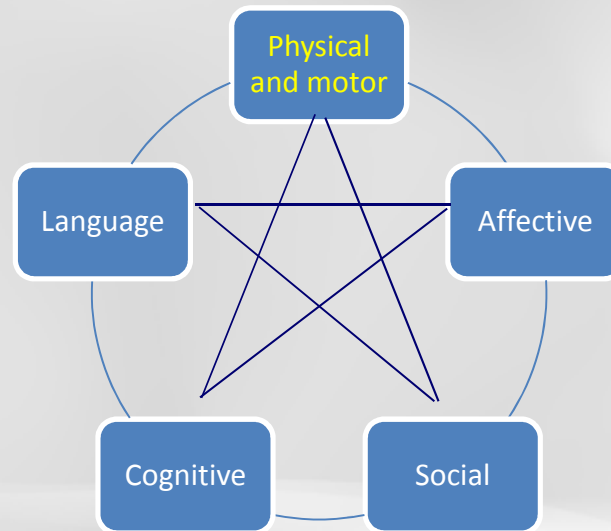 Physical
and motor
Language
Affective
Cognitive
Social